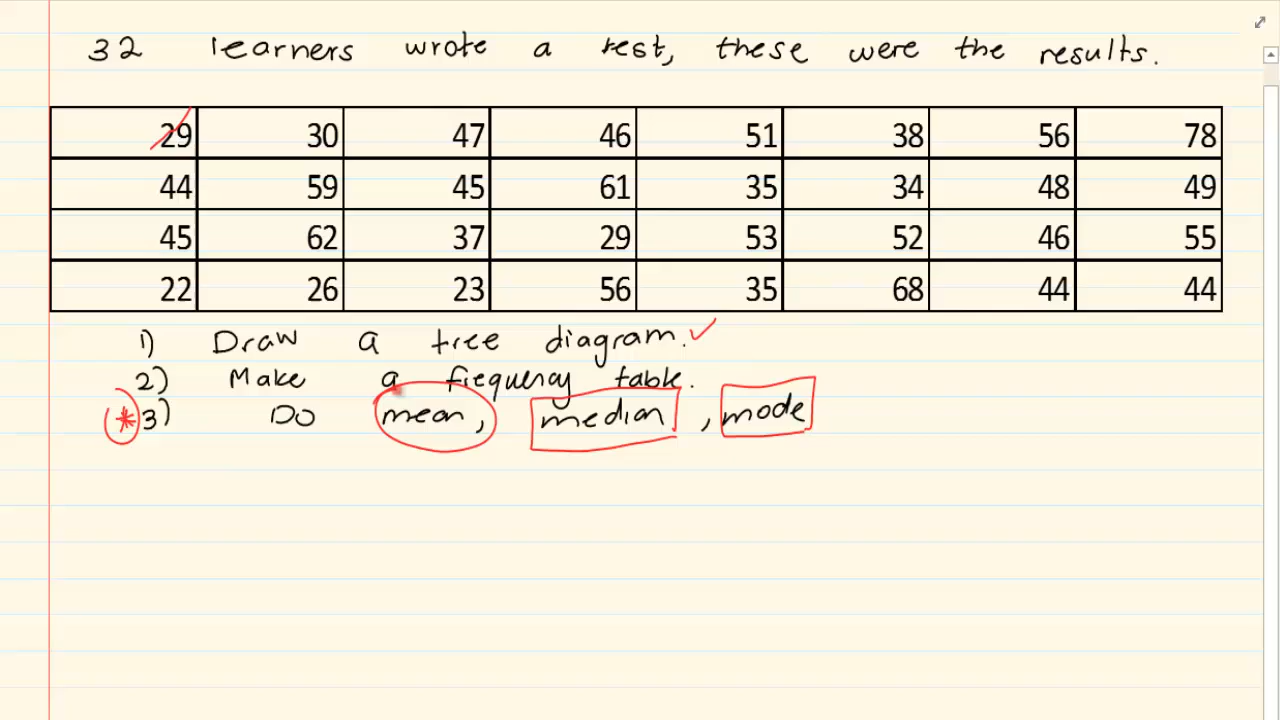 32 learners wrote a test, these were the results.
29 30 47 46 51 38 56 78
44 59 45 61 35 34 48 49
45 62 37 29 53 52 46 55
22 26 23 56 35 68 44 44
1) Draw a tree diagram.
2) Make a frequency table.
*3) Do mean, median, mode